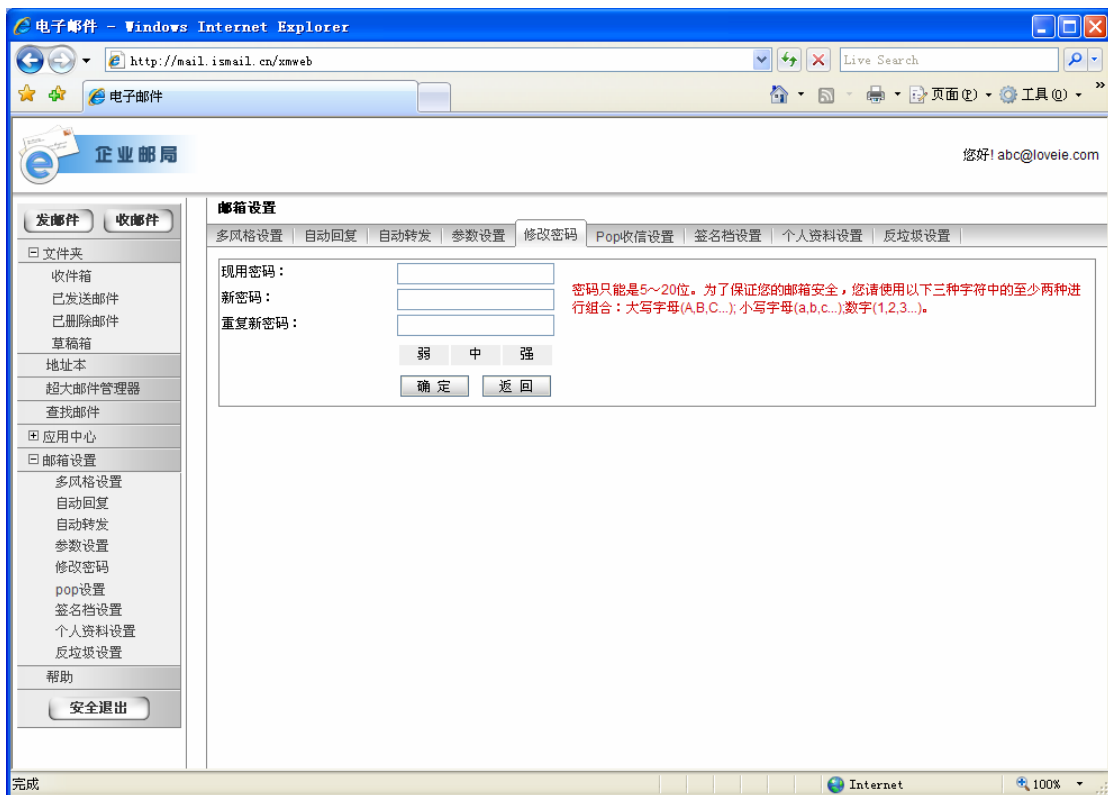 电子邮件 - Windows Internet Explorer
http://mail.ismail.cn/xmweb
Live Search
电子邮件
页面(P)
工具(O)
»
e 企业邮局
您好! abc@loveie.com
发邮件 收邮件
文件夹
收件箱
已发送邮件
已删除邮件
草稿箱
地址本
超大邮件管理器
查找邮件
应用中心
邮箱设置
多风格设置
自动回复
自动转发
参数设置
修改密码
pop设置
签名档设置
个人资料设置
反垃圾设置
帮助
安全退出
邮箱设置
多风格设置 | 自动回复 | 自动转发 | 参数设置 修改密码 Pop收信设置 | 签名档设置 | 个人资料设置 | 反垃圾设置 |
现用密码：
新密码：
重复新密码：
密码只能是5～20位。为了保证您的邮箱安全，您请使用以下三种字符中的至少两种进
行组合：大写字母(A,B,C...); 小写字母(a,b,c...);数字(1,2,3...)。
弱 中 强
确 定 返 回
完成
Internet
100%